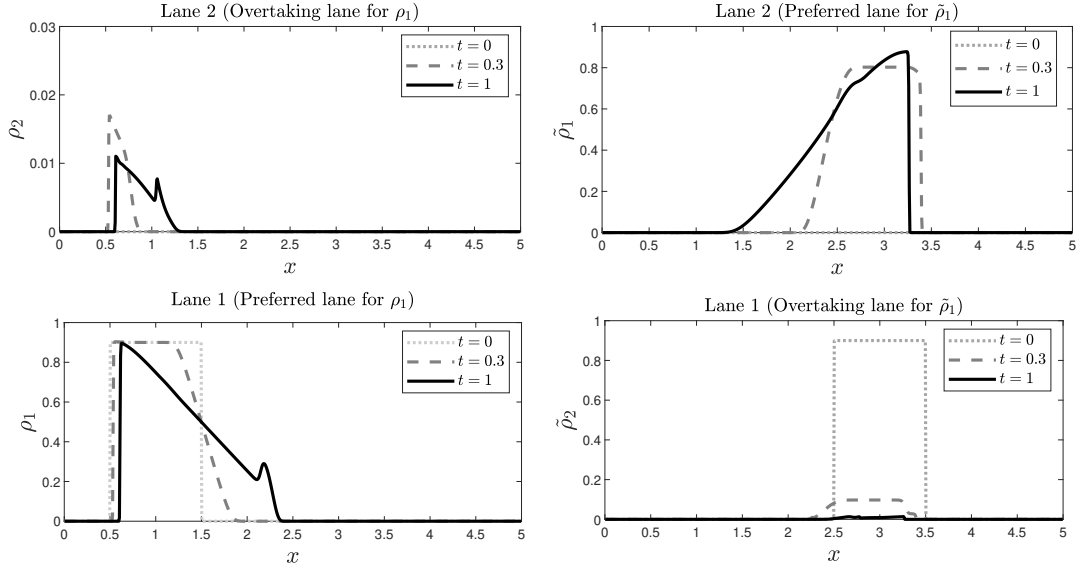 Lane 2 (Overtaking lane for ρ₁)
0.03
0.02
0.01
0
ρ₂
t = 0
t = 0.3
t = 1
0 0.5 1 1.5 2 2.5 3 3.5 4 4.5 5
x
Lane 2 (Preferred lane for ρ̃₁)
1
0.8
0.6
0.4
0.2
0
ρ̃₁
t = 0
t = 0.3
t = 1
0 0.5 1 1.5 2 2.5 3 3.5 4 4.5 5
x
Lane 1 (Preferred lane for ρ₁)
1
0.8
0.6
0.4
0.2
0
ρ₁
t = 0
t = 0.3
t = 1
0 0.5 1 1.5 2 2.5 3 3.5 4 4.5 5
x
Lane 1 (Overtaking lane for ρ̃₁)
1
0.8
0.6
0.4
0.2
0
ρ̃₂
t = 0
t = 0.3
t = 1
0 0.5 1 1.5 2 2.5 3 3.5 4 4.5 5
x